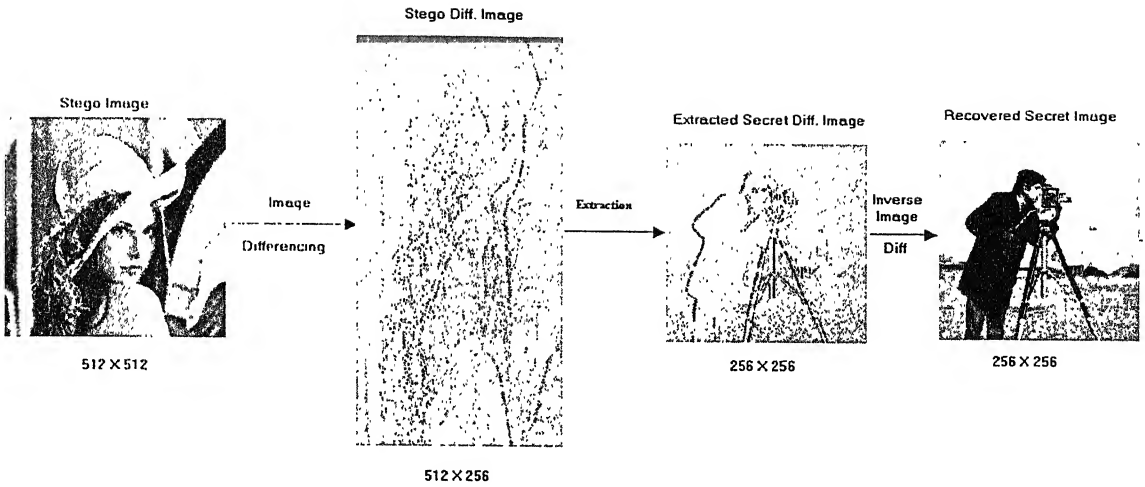 Stego Diff. Image
Stego Image
Extracted Secret Diff. Image
Recovered Secret Image
Image
Differencing
Extraction
Inverse
Image
Diff
512 X 512
256 X 256
256 X 256
512 X 256